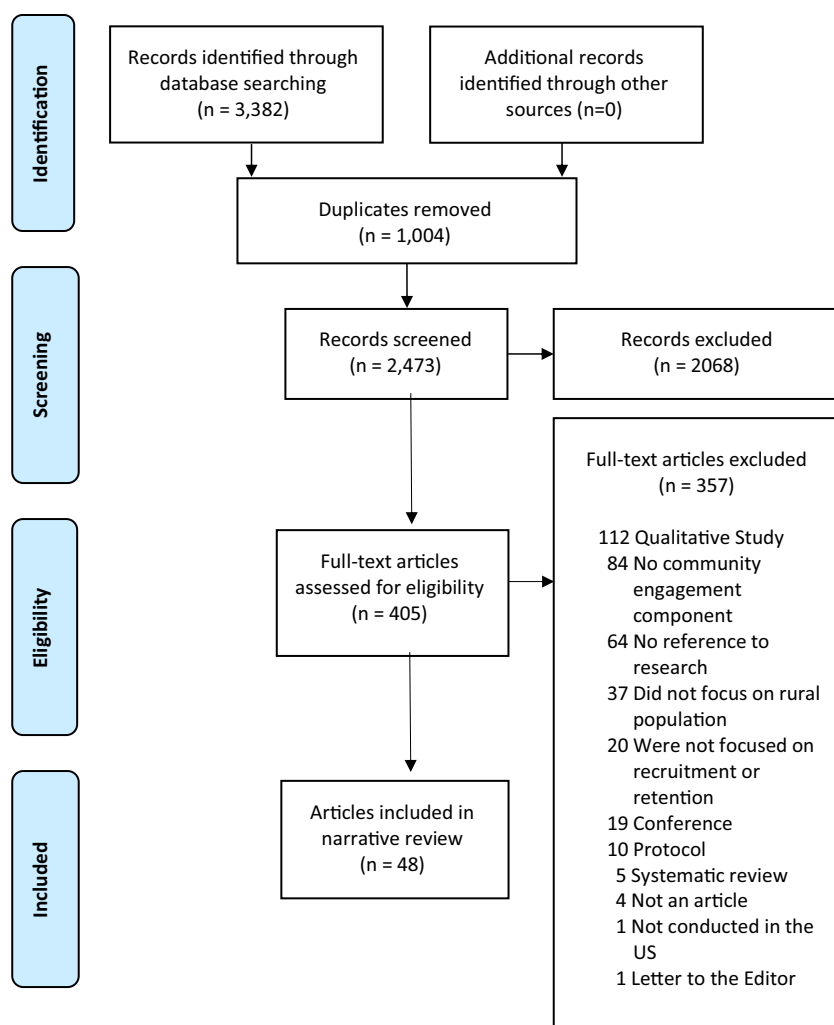 Identification
Records identified through
database searching
(n = 3,382)
Additional records
identified through other
sources (n=0)
Duplicates removed
(n = 1,004)
Screening
Records screened
(n = 2,473)
Records excluded
(n = 2068)
Eligibility
Full-text articles
assessed for eligibility
(n = 405)
Full-text articles excluded
(n = 357)
112 Qualitative Study
84 No community
engagement
component
64 No reference to
research
37 Did not focus on rural
population
20 Were not focused on
recruitment or
retention
19 Conference
10 Protocol
5 Systematic review
4 Not an article
1 Not conducted in the
US
1 Letter to the Editor
Included
Articles included in
narrative review
(n = 48)